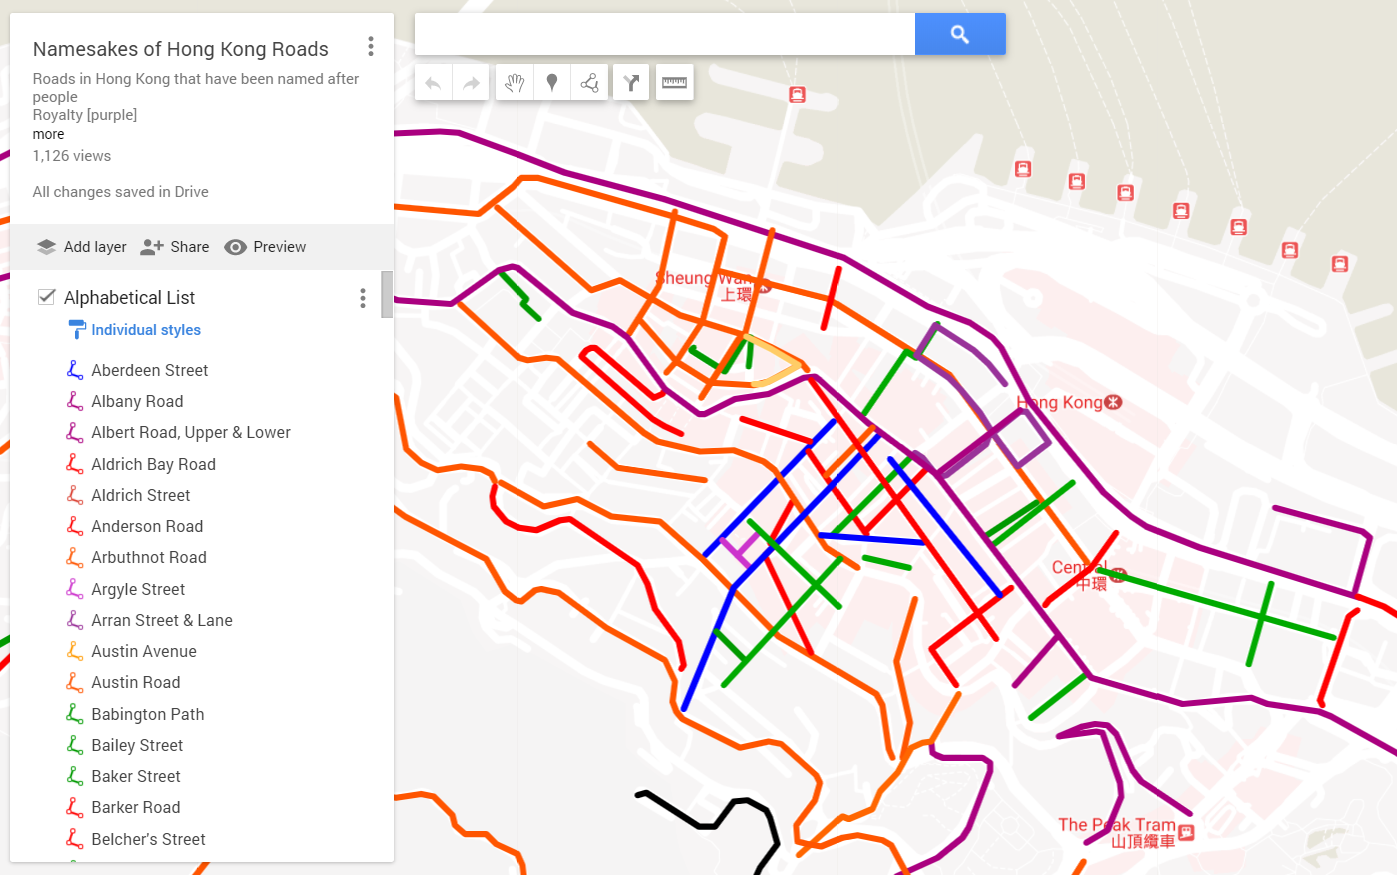 Namesakes of Hong Kong Roads
Roads in Hong Kong that have been named after
people
Royalty [purple]
more
1,126 views
All changes saved in Drive
Add layer
Share
Preview
Alphabetical List
Individual styles
Aberdeen Street
Albany Road
Albert Road, Upper & Lower
Aldrich Bay Road
Aldrich Street
Anderson Road
Arbuthnot Road
Argyle Street
Arran Street & Lane
Austin Avenue
Austin Road
Babington Path
Bailey Street
Baker Street
Barker Road
Belcher's Street
Sheung Wan
上環
Hong Kong
Central
中環
The Peak Tram
山頂纜車